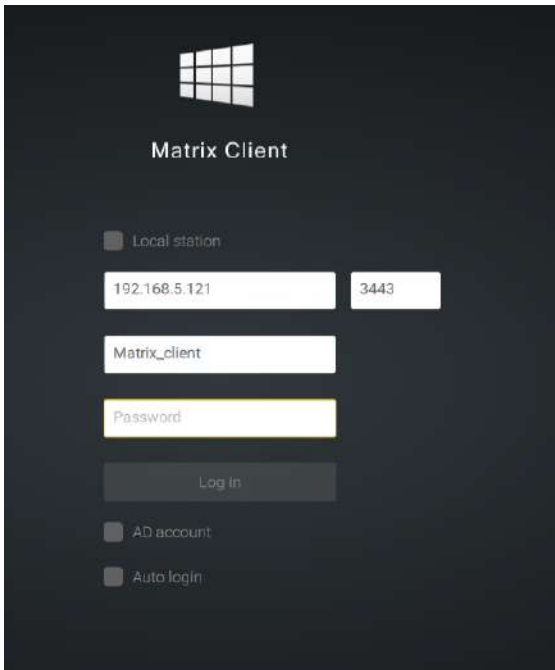 Matrix Client
Local station
192.168.5.121 3443
Matrix_client
Password
Log in
AD account
Auto login